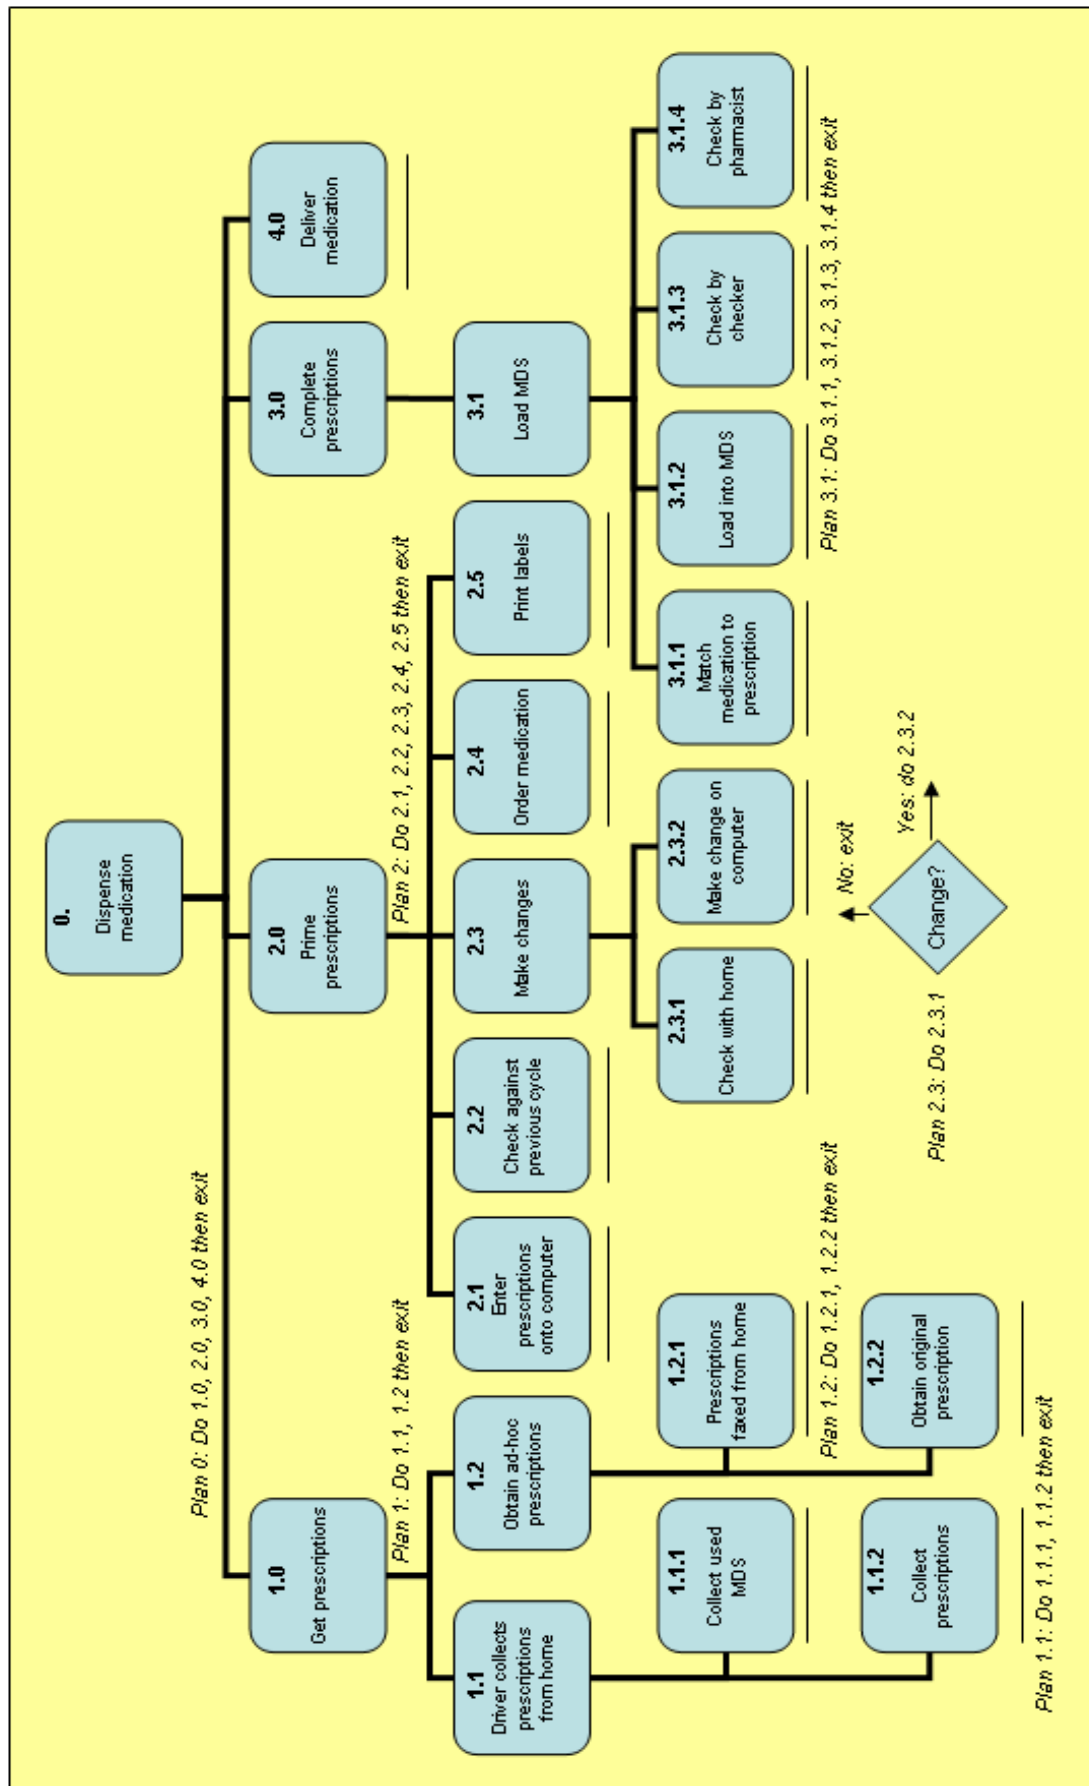 0.
Dispense
medication
Plan 0: Do 1.0, 2.0, 3.0, 4.0 then exit
1.0
Get prescriptions
2.0
Prime
prescriptions
3.0
Complete
prescriptions
4.0
Deliver
medication
Plan 1: Do 1.1, 1.2 then exit
Plan 2: Do 2.1, 2.2, 2.3, 2.4, 2.5 then exit
1.1
Driver collects
prescriptions
from home
1.2
Obtain ad-hoc
prescriptions
2.1
Enter
prescriptions
onto computer
2.2
Check against
previous cycle
2.3
Make changes
2.4
Order medication
2.5
Print labels
3.1
Load MDS
1.1.1
Collect used
MDS
1.2.1
Prescriptions
faxed from home
2.3.1
Check with home
2.3.2
Make change on
computer
3.1.1
Match
medication to
prescription
3.1.2
Load into MDS
3.1.3
Check by
checker
3.1.4
Check by
pharmacist
Plan 1.2: Do 1.2.1, 1.2.2 then exit
No: exit
Plan 3.1: Do 3.1.1, 3.1.2, 3.1.3, 3.1.4 then exit
1.1.2
Collect
prescriptions
1.2.2
Obtain original
prescription
Plan 2.3: Do 2.3.1
Change?
Yes: do 2.3.2
Plan 1.1: Do 1.1.1, 1.1.2 then exit